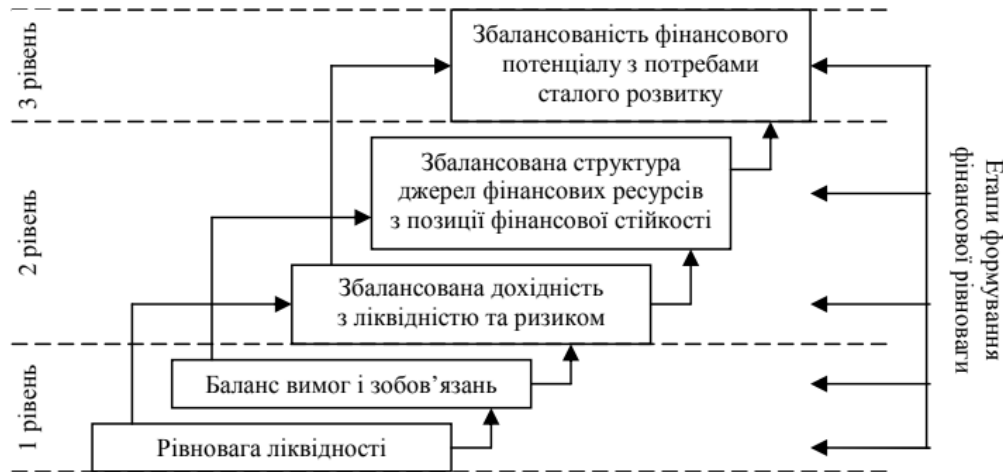 3 рівень
Збалансованість фінансового
потенціалу з потребами
сталого розвитку
2 рівень
Збалансована структура
джерел фінансових ресурсів
з позиції фінансової стійкості
Збалансована дохідність
з ліквідністю та ризиком
1 рівень
Баланс вимог і зобов’язань
Рівновага ліквідності
Етапи формування
фінансової рівноваги